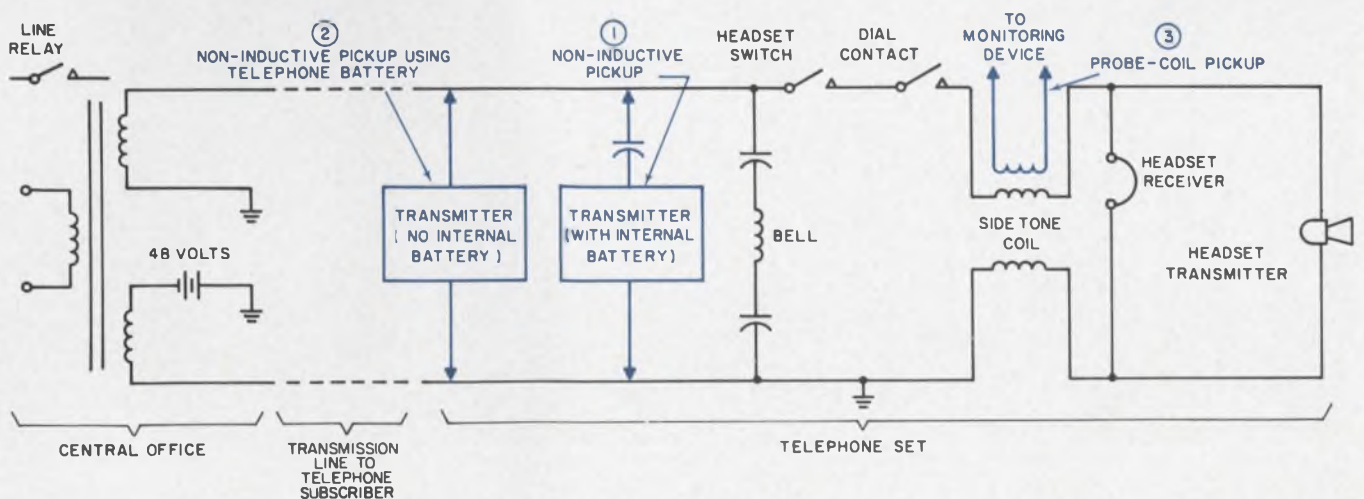 LINE
RELAY
②
NON-INDUCTIVE PICKUP USING
TELEPHONE BATTERY
①
NON-INDUCTIVE
PICKUP
HEADSET
SWITCH
DIAL
CONTACT
TO
MONITORING
DEVICE
③
PROBE-COIL PICKUP
48 VOLTS
TRANSMITTER
( NO INTERNAL
BATTERY )
TRANSMITTER
(WITH INTERNAL
BATTERY)
BELL
SIDE TONE
COIL
HEADSET
RECEIVER
HEADSET
TRANSMITTER
CENTRAL OFFICE
TRANSMISSION
LINE TO
TELEPHONE
SUBSCRIBER
TELEPHONE SET